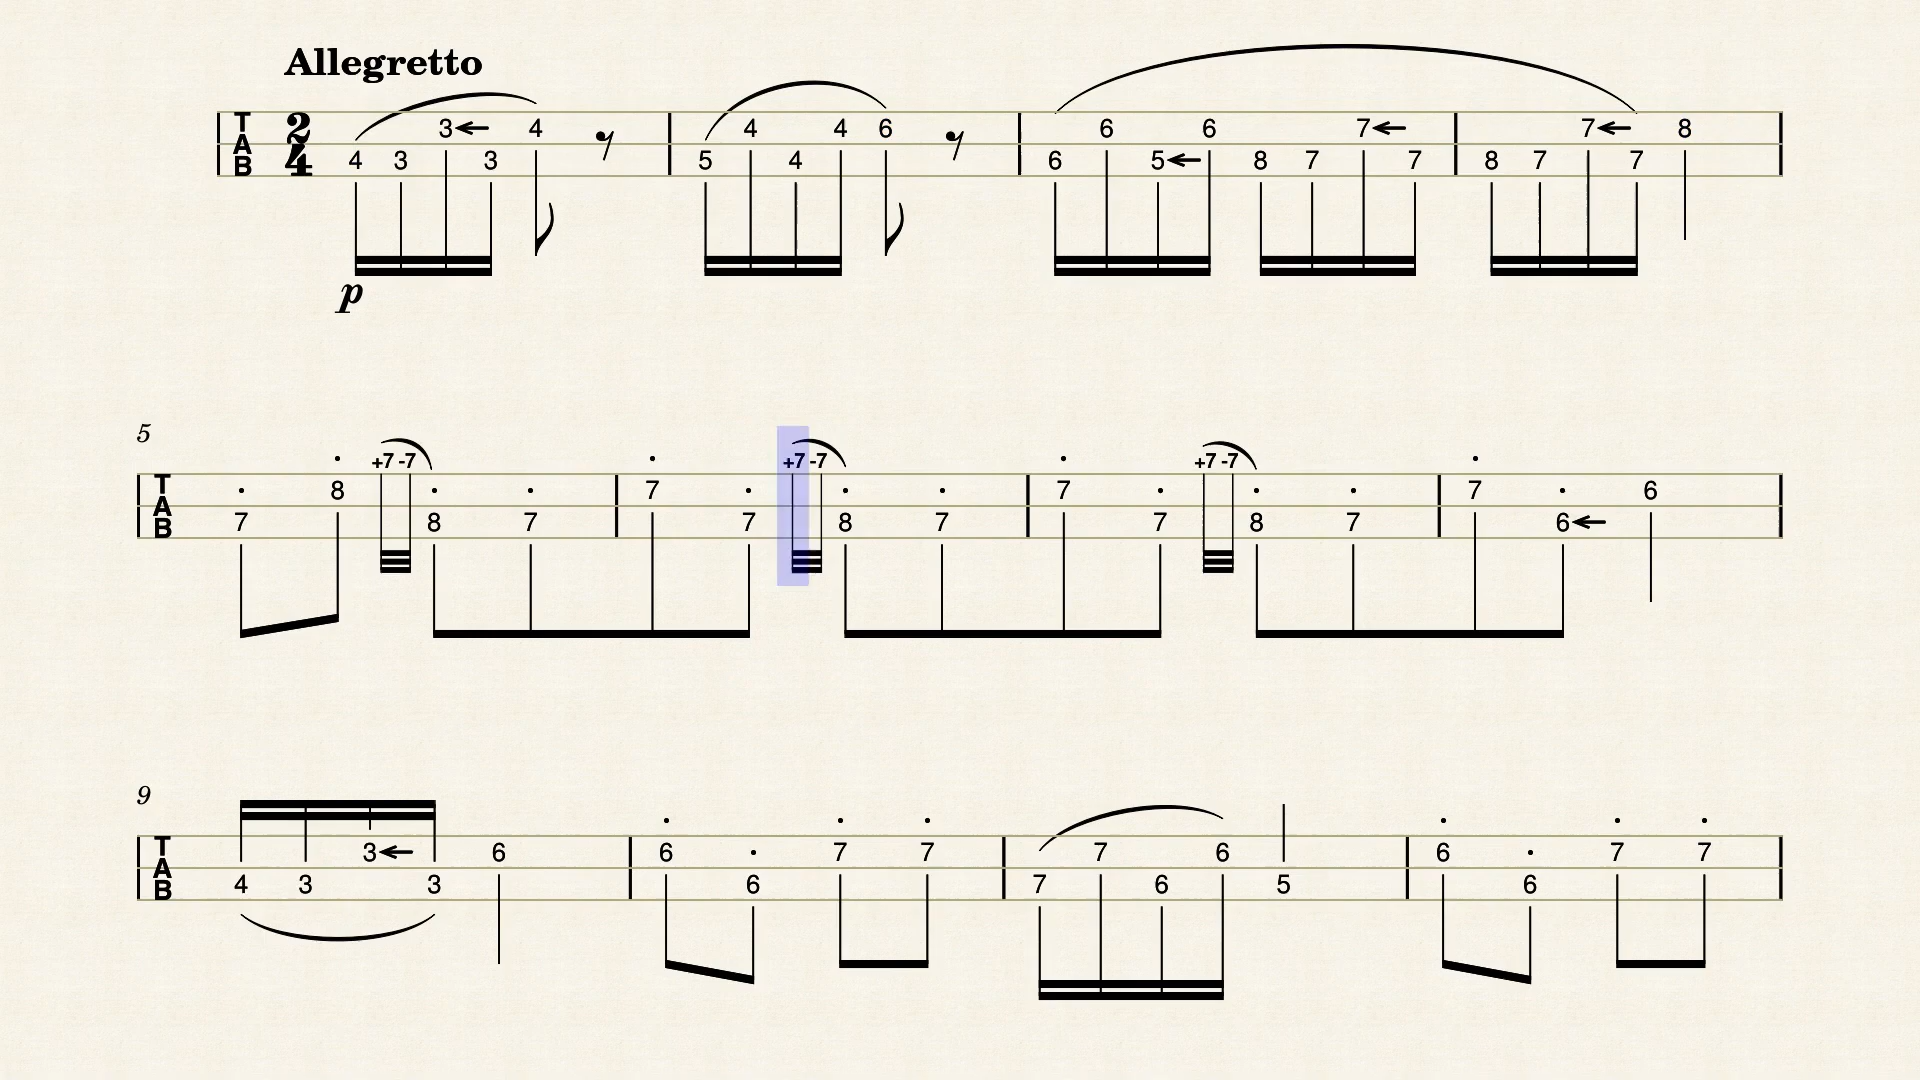 Allegretto
TAB 2/4 4 3 3← 3 4 5 4 4 4 6 6 6 5← 6 8 7 7← 7 8 7 7← 7 8
p
5
TAB 7 8 +7 -7 8 7 7 7 +7 -7 8 7 7 7 +7 -7 8 7 7 6← 6
9
TAB 4 3 3← 3 6 6 6 7 7 7 7 6 6 5 6 6 7 7